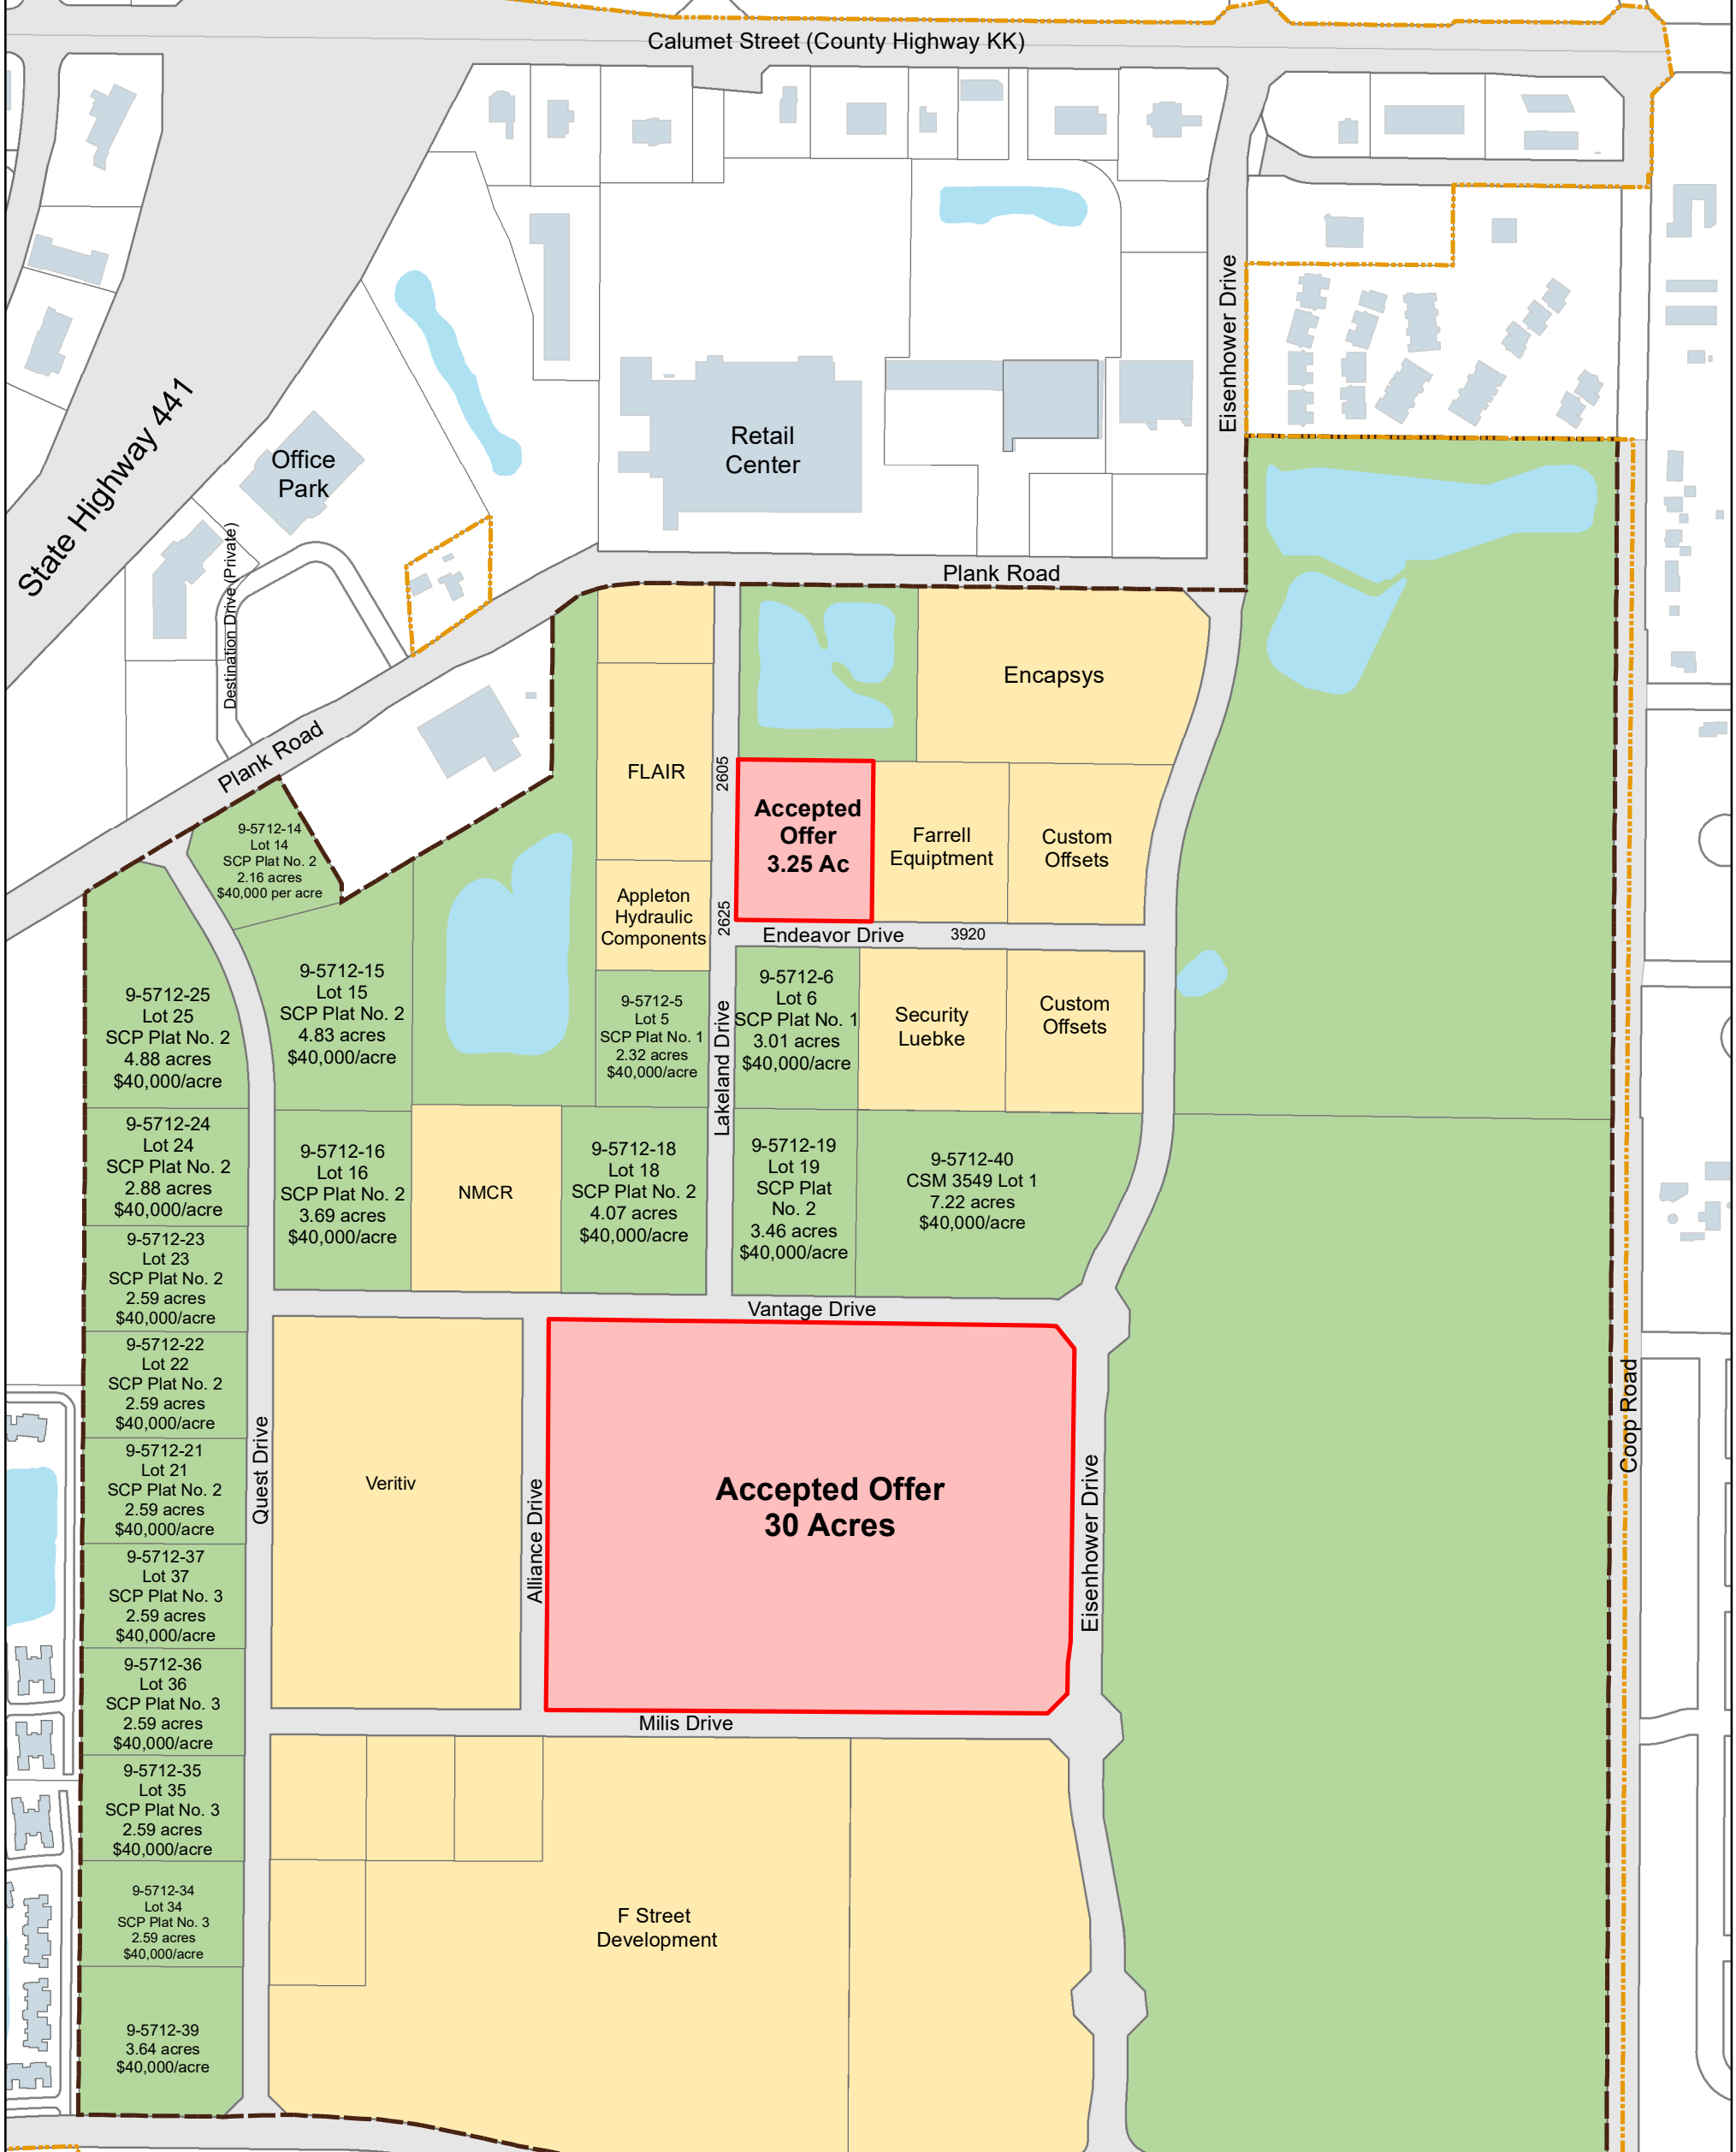 Calumet Street (County Highway KK)
State Highway 441
Eisenhower Drive
Office
Park
Retail
Center
Destination Drive (Private)
Plank Road
Plank Road
Encapsys
FLAIR
2605
Accepted
Offer
3.25 Ac
Farrell
Equiptment
Custom
Offsets
9-5712-14
Lot 14
SCP Plat No. 2
2.16 acres
$40,000 per acre
Appleton
Hydraulic
Components
2625
Endeavor Drive
3920
9-5712-25
Lot 25
SCP Plat No. 2
4.88 acres
$40,000/acre
9-5712-15
Lot 15
SCP Plat No. 2
4.83 acres
$40,000/acre
9-5712-5
Lot 5
SCP Plat No. 1
2.32 acres
$40,000/acre
Lakeland Drive
9-5712-6
Lot 6
SCP Plat No. 1
3.01 acres
$40,000/acre
Security
Luebke
Custom
Offsets
9-5712-24
Lot 24
SCP Plat No. 2
2.88 acres
$40,000/acre
9-5712-16
Lot 16
SCP Plat No. 2
3.69 acres
$40,000/acre
NMCR
9-5712-18
Lot 18
SCP Plat No. 2
4.07 acres
$40,000/acre
9-5712-19
Lot 19
SCP Plat
No. 2
3.46 acres
$40,000/acre
9-5712-40
CSM 3549 Lot 1
7.22 acres
$40,000/acre
9-5712-23
Lot 23
SCP Plat No. 2
2.59 acres
$40,000/acre
Vantage Drive
9-5712-22
Lot 22
SCP Plat No. 2
2.59 acres
$40,000/acre
9-5712-21
Lot 21
SCP Plat No. 2
2.59 acres
$40,000/acre
Quest Drive
Veritiv
Alliance Drive
Accepted Offer
30 Acres
Eisenhower Drive
Coop Road
9-5712-37
Lot 37
SCP Plat No. 3
2.59 acres
$40,000/acre
9-5712-36
Lot 36
SCP Plat No. 3
2.59 acres
$40,000/acre
Milis Drive
9-5712-35
Lot 35
SCP Plat No. 3
2.59 acres
$40,000/acre
9-5712-34
Lot 34
SCP Plat No. 3
2.59 acres
$40,000/acre
F Street
Development
9-5712-39
3.64 acres
$40,000/acre